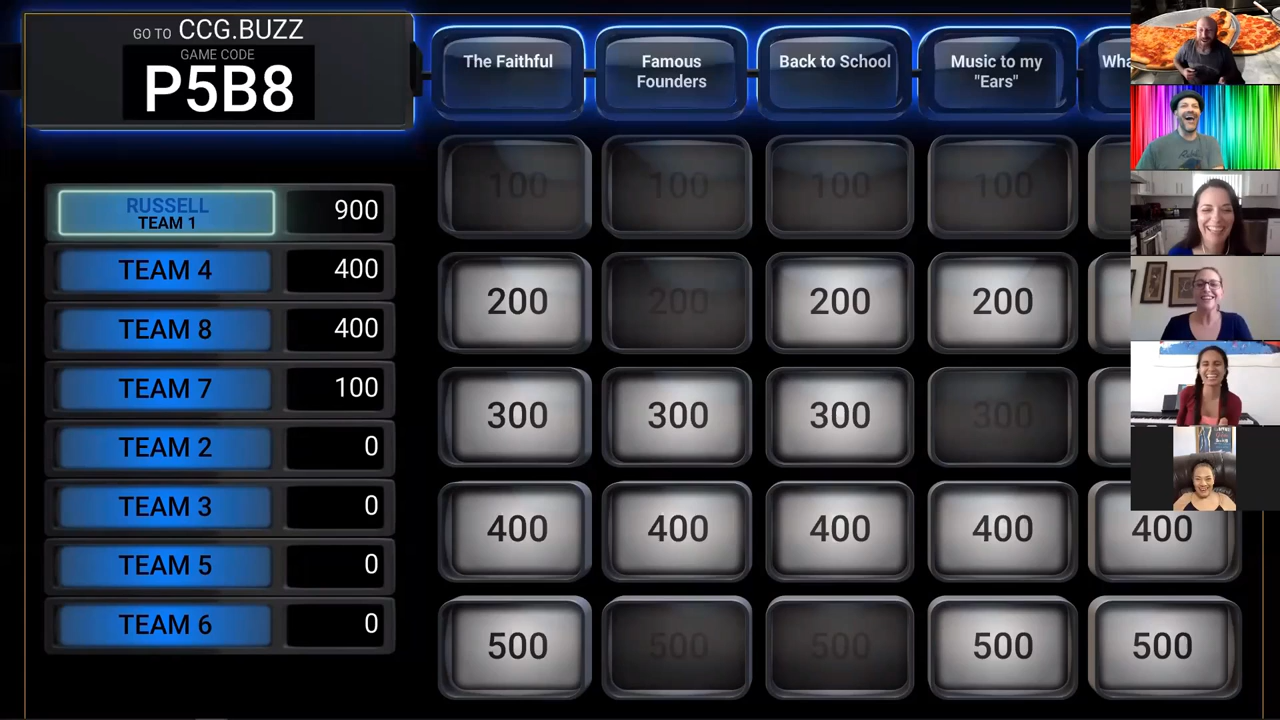 GO TO CCG.BUZZ
GAME CODE
P5B8
RUSSELL
TEAM 1
900
TEAM 4
400
TEAM 8
400
TEAM 7
100
TEAM 2
0
TEAM 3
0
TEAM 5
0
TEAM 6
0
The Faithful
Famous
Founders
Back to School
Music to my
"Ears"
Wha
100
100
100
100
200
200
200
200
300
300
300
300
400
400
400
400
400
500
500
500
500
500